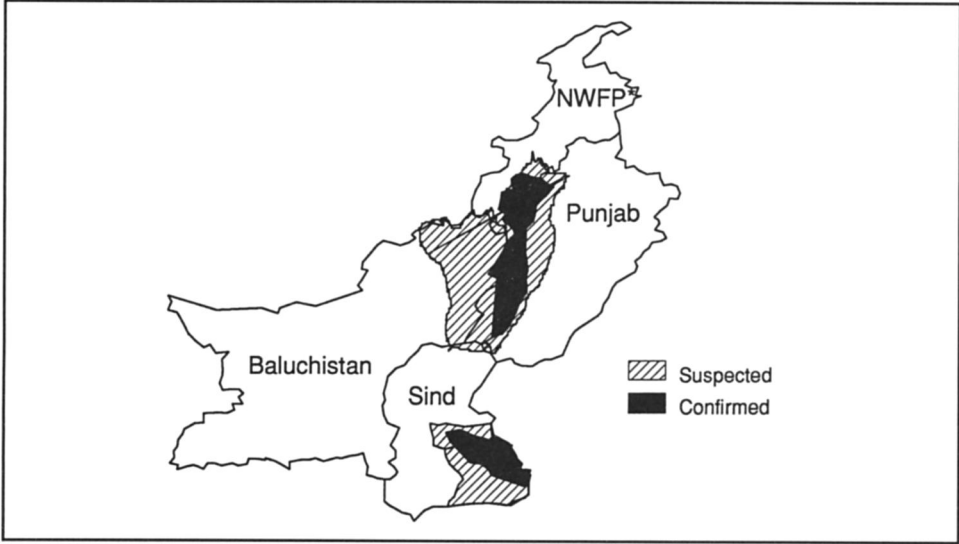 NWFP*
Punjab
Baluchistan
Sind
Suspected
Confirmed